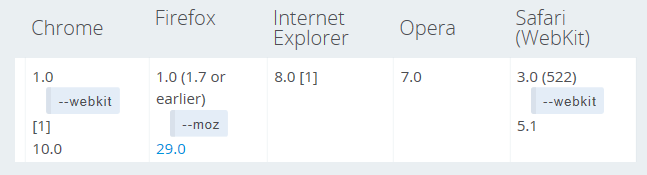 Chrome
Firefox
Internet
Explorer
Opera
Safari
(WebKit)
1.0
--webkit
[1]
10.0
1.0 (1.7 or
earlier)
--moz
29.0
8.0 [1]
7.0
3.0 (522)
--webkit
5.1